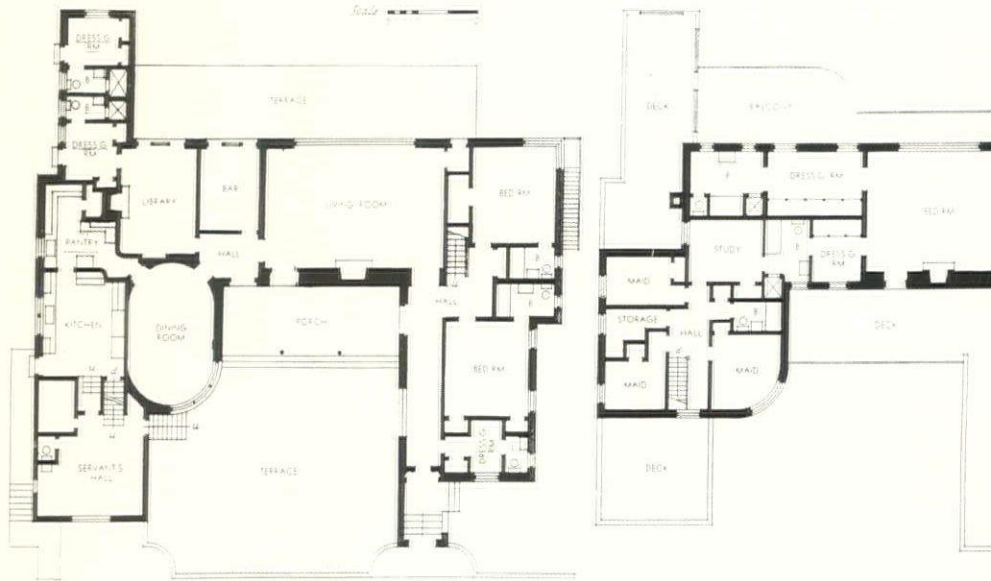 Scale
DRESS'G.
RM
B
B
DRESS'G
RM
TERRACE
LIBRARY
BAR
LIVING ROOM
BED RM
PANTRY
HALL
B
HALL
B
KITCHEN
DINING
ROOM
PORCH
BED RM
SERVANTS
HALL
TERRACE
DRESS'G
RM
DECK
BALCONY
B
DRESS'G. RM
BED RM
STUDY
B
DRESS'G
RM
MAID
STORAGE
HALL
B
DECK
MAID
MAID
DECK